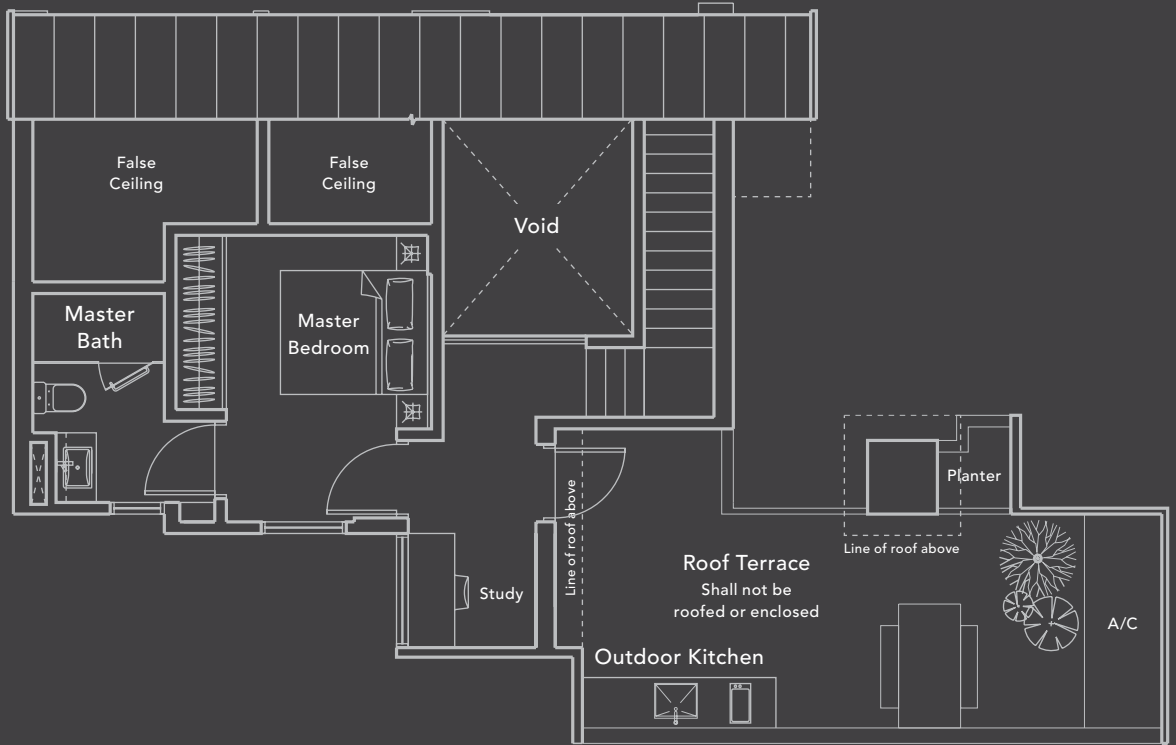 False
Ceiling
False
Ceiling
Void
Master
Bath
Master
Bedroom
Planter
Line of roof above
Line of roof above
Roof Terrace
Shall not be
roofed or enclosed
Study
A/C
Outdoor Kitchen